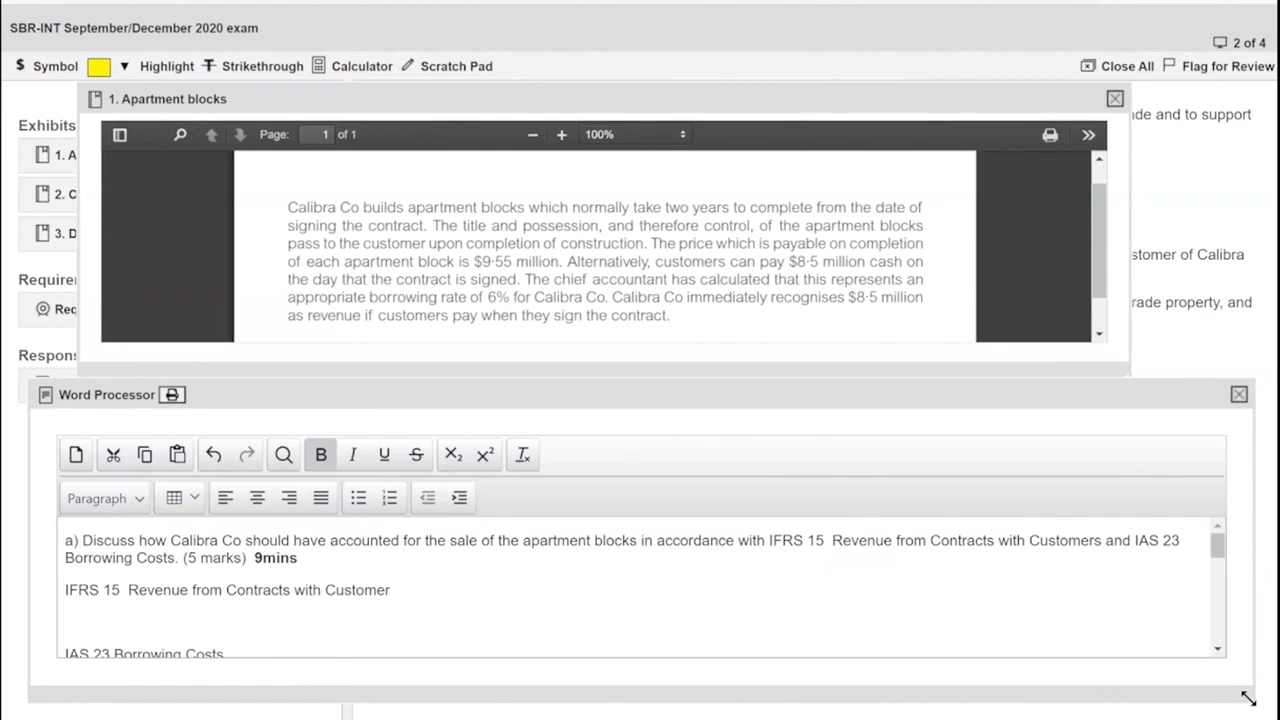 SBR-INT September/December 2020 exam
2 of 4
$ Symbol Highlight Strikethrough Calculator Scratch Pad Close All Flag for Review
1. Apartment blocks
Exhibits
1. A
2. C
3. D
Requirer
Req
Respons
Page: 1 of 1 100%
Calibra Co builds apartment blocks which normally take two years to complete from the date of
signing the contract. The title and possession, and therefore control, of the apartment blocks
pass to the customer upon completion of construction. The price which is payable on completion
of each apartment block is $9·55 million. Alternatively, customers can pay $8·5 million cash on
the day that the contract is signed. The chief accountant has calculated that this represents an
appropriate borrowing rate of 6% for Calibra Co. Calibra Co immediately recognises $8·5 million
as revenue if customers pay when they sign the contract.
de and to support
stomer of Calibra
rade property, and
Word Processor
B I U S X₂ X² Tx
Paragraph
a) Discuss how Calibra Co should have accounted for the sale of the apartment blocks in accordance with IFRS 15 Revenue from Contracts with Customers and IAS 23
Borrowing Costs. (5 marks) 9mins
IFRS 15 Revenue from Contracts with Customer
IAS 23 Borrowing Costs